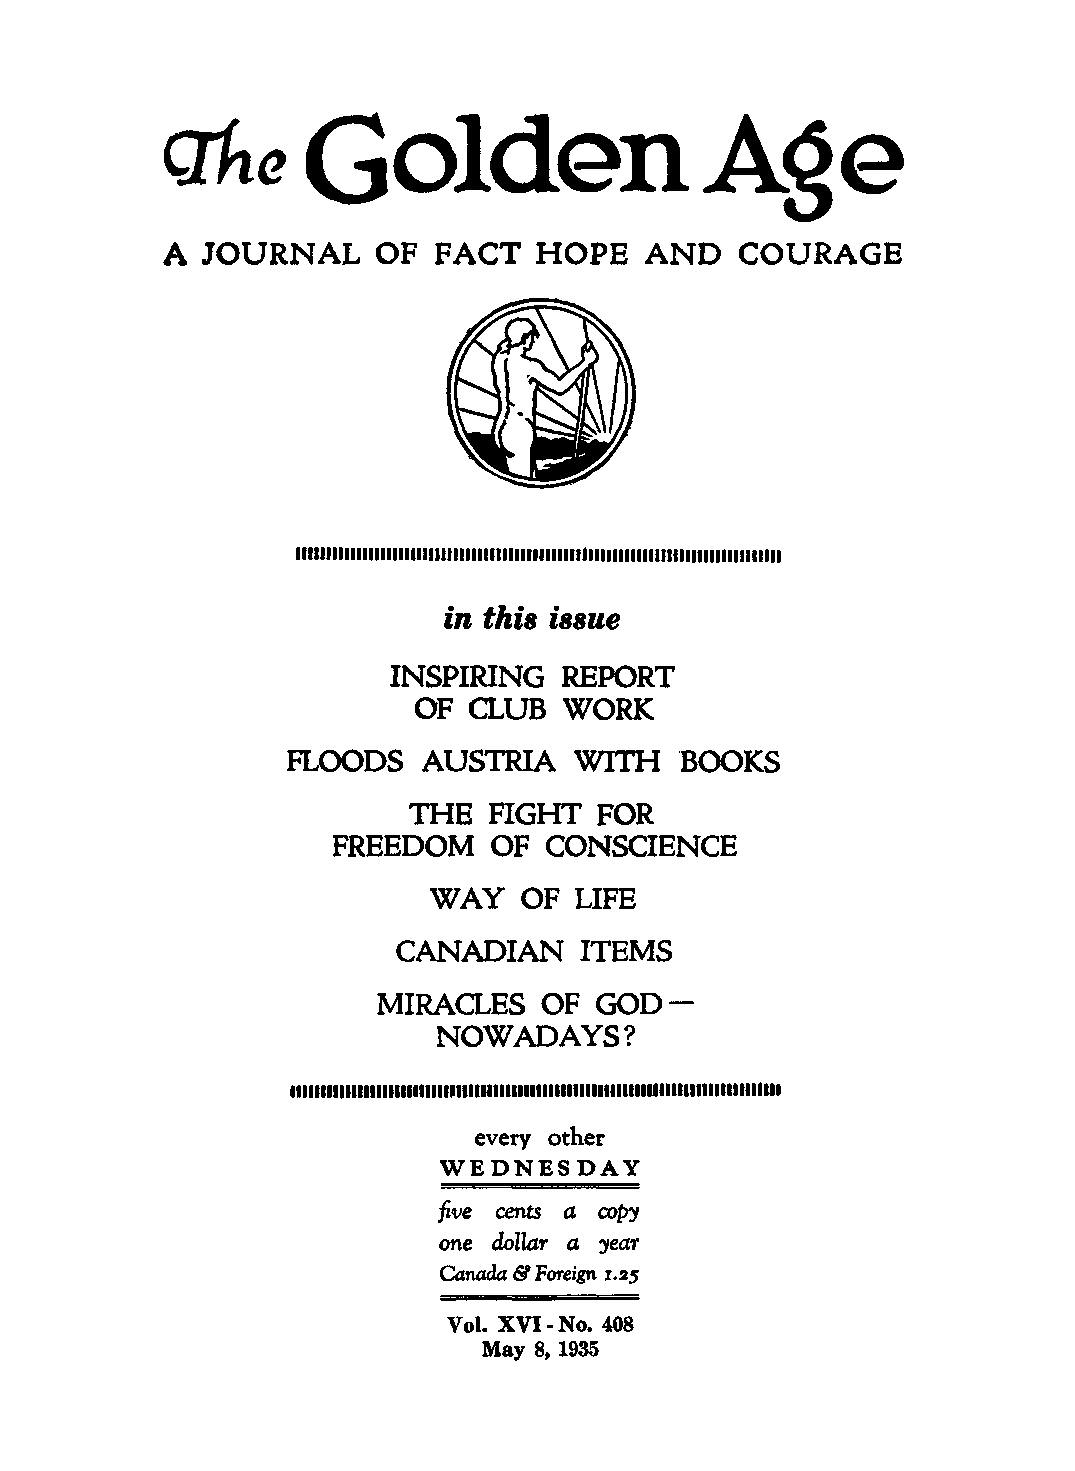 The Golden Age
A JOURNAL OF FACT HOPE AND COURAGE
in this issue
INSPIRING REPORT
OF CLUB WORK
FLOODS AUSTRIA WITH BOOKS
THE FIGHT FOR
FREEDOM OF CONSCIENCE
WAY OF LIFE
CANADIAN ITEMS
MIRACLES OF GOD—
NOWADAYS?
every other
WEDNESDAY
five cents a copy
one dollar a year
Canada & Foreign 1.25
Vol. XVI - No. 408
May 8, 1935